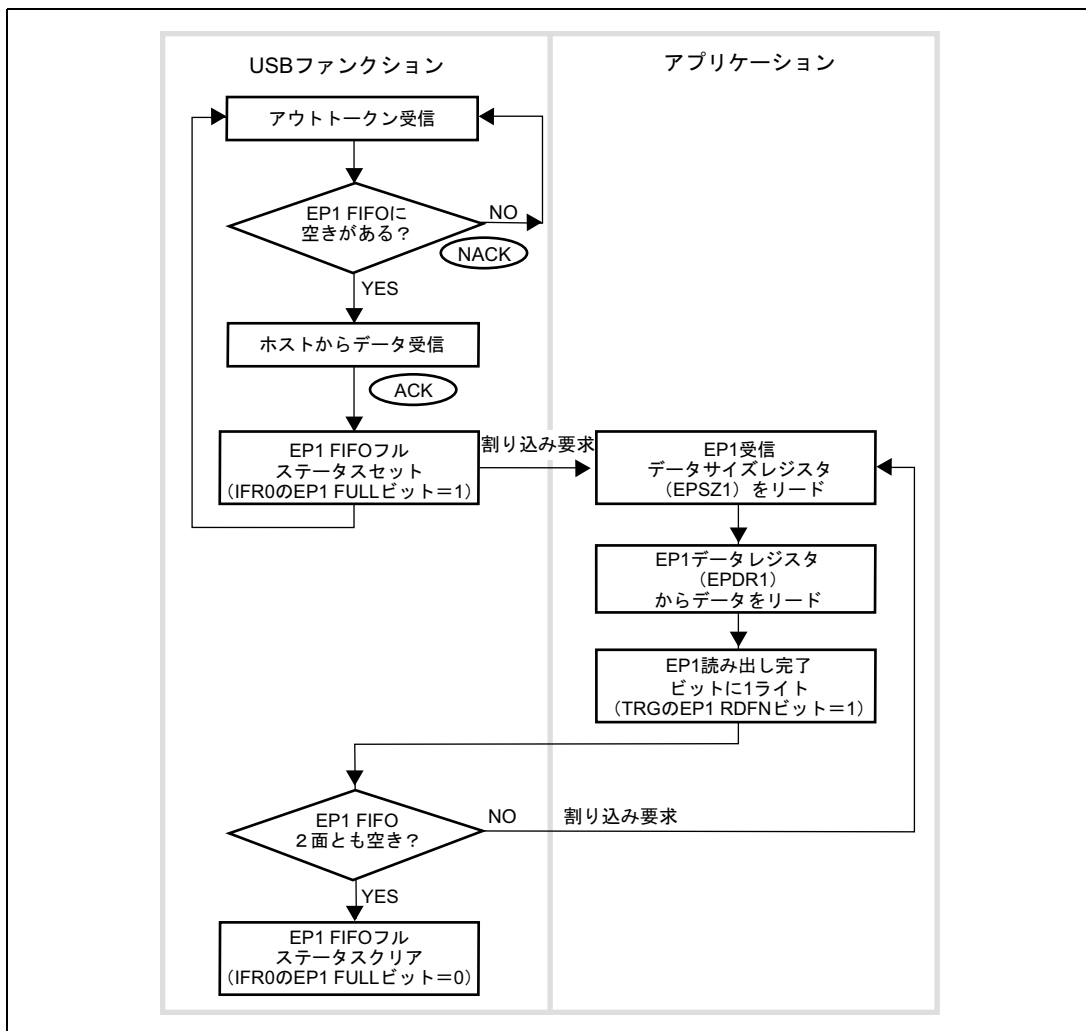 USBファンクション
アプリケーション
アウトトークン受信
EP1 FIFOに
空きがある？
NO
NACK
YES
ホストからデータ受信
ACK
EP1 FIFOフル
ステータスセット
（IFR0のEP1 FULLビット＝1）
割り込み要求
EP1受信
データサイズレジスタ
（EPSZ1）をリード
EP1データレジスタ
（EPDR1）
からデータをリード
EP1読み出し完了
ビットに1ライト
（TRGのEP1 RDFNビット＝1）
EP1 FIFO
２面とも空き？
NO
割り込み要求
YES
EP1 FIFOフル
ステータスクリア
（IFR0のEP1 FULLビット＝0）